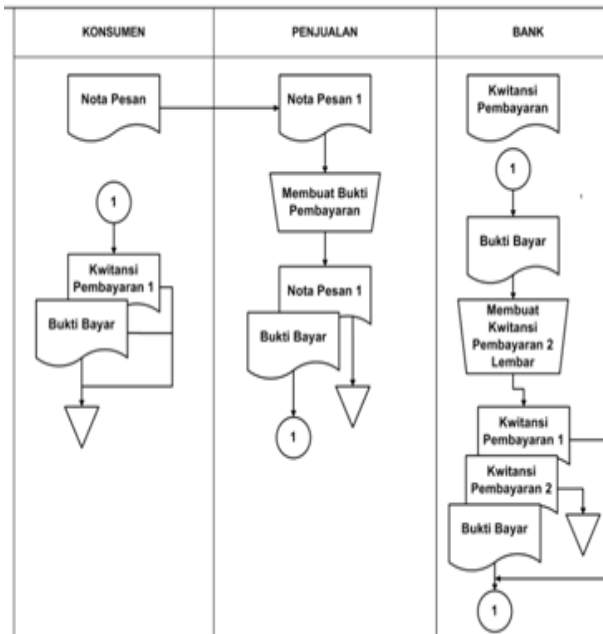 KONSUMEN
PENJUALAN
BANK
Nota Pesan
Nota Pesan 1
Kwitansi
Pembayaran
1
Membuat Bukti
Pembayaran
1
Bukti Bayar
Kwitansi
Pembayaran 1
Bukti Bayar
Nota Pesan 1
Bukti Bayar
1
Membuat
Kwitansi
Pembayaran 2
Lembar
Kwitansi
Pembayaran 1
Kwitansi
Pembayaran 2
Bukti Bayar
1